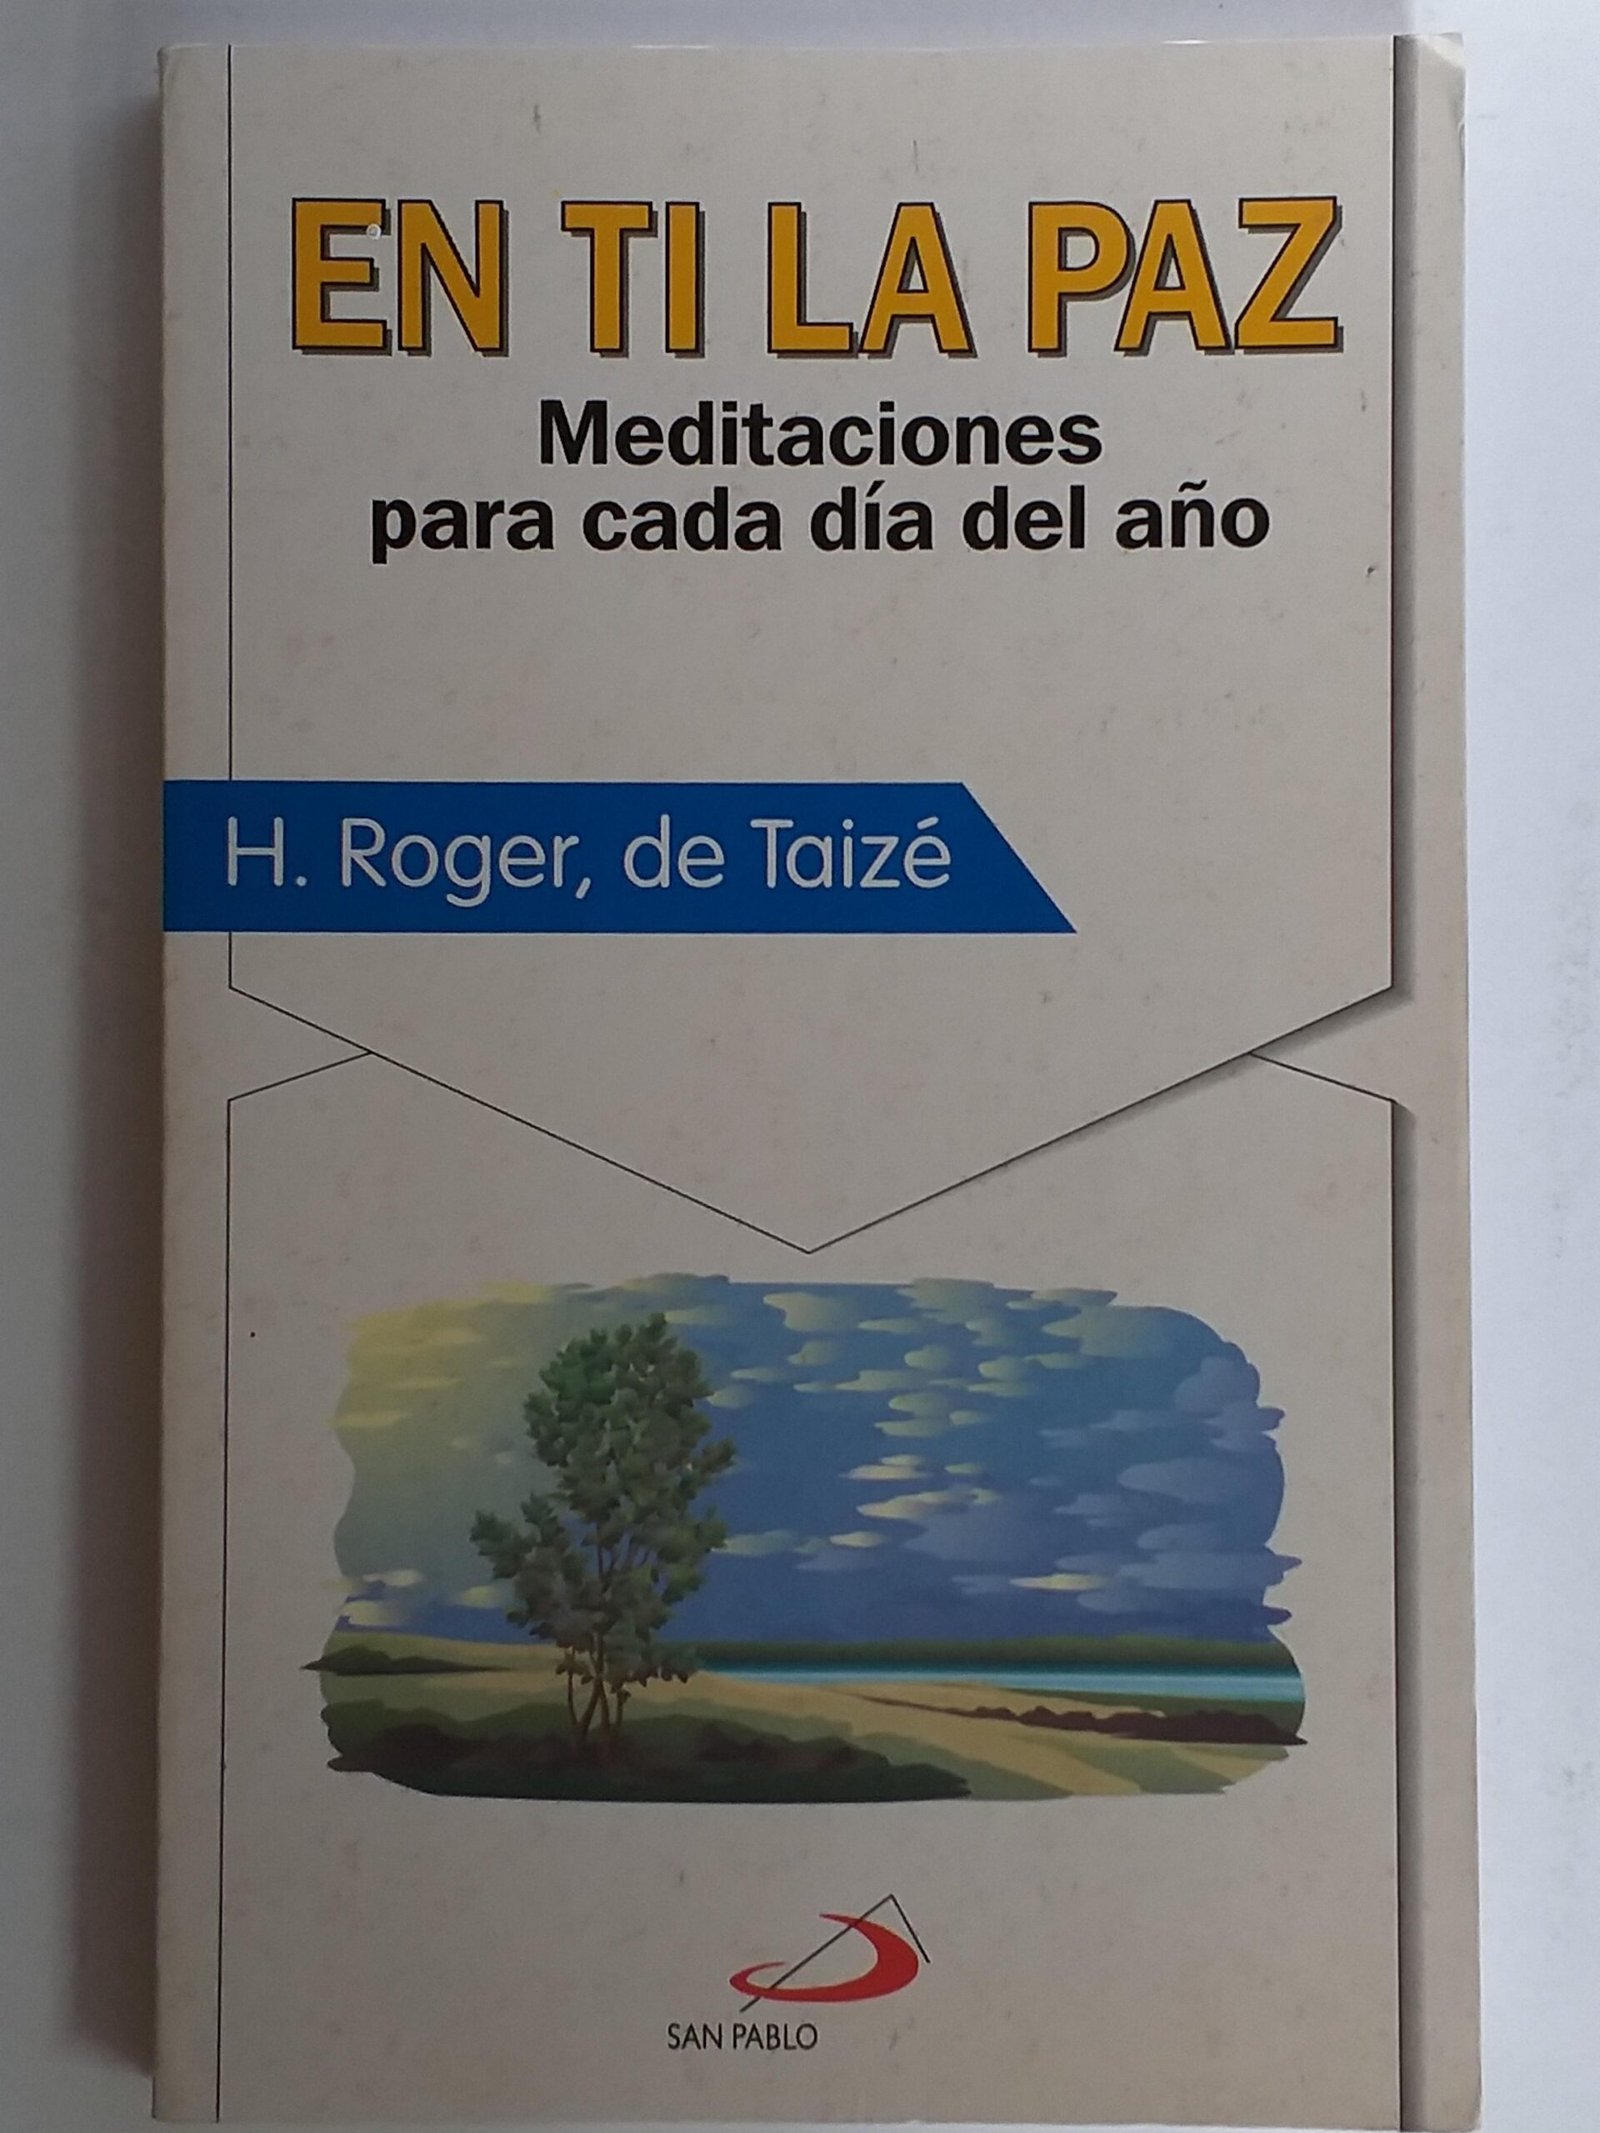 EN TI LA PAZ
Meditaciones
para cada día del año
H. Roger, de Taizé
SAN PABLO